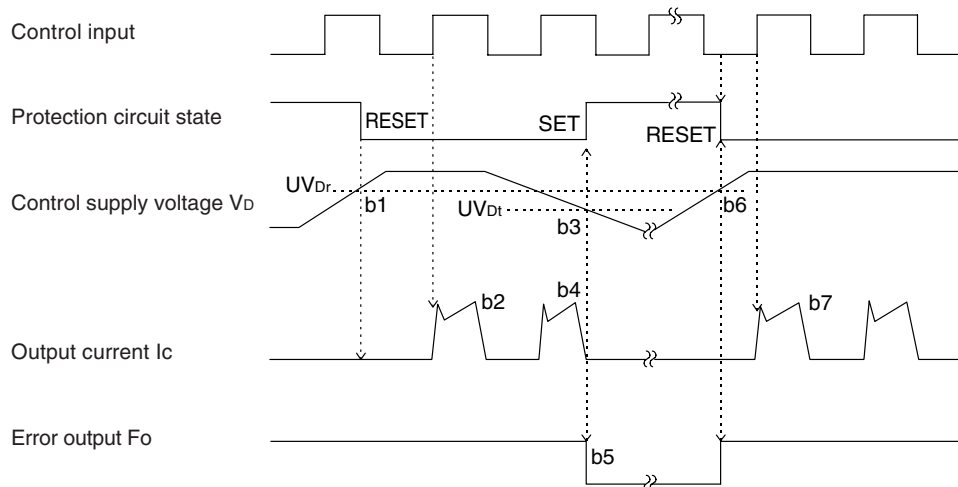 Control input
Protection circuit state
RESET
SET
RESET
UVDr
Control supply voltage VD
b1
UVDt
b3
b6
b2
b4
b7
Output current Ic
Error output Fo
b5